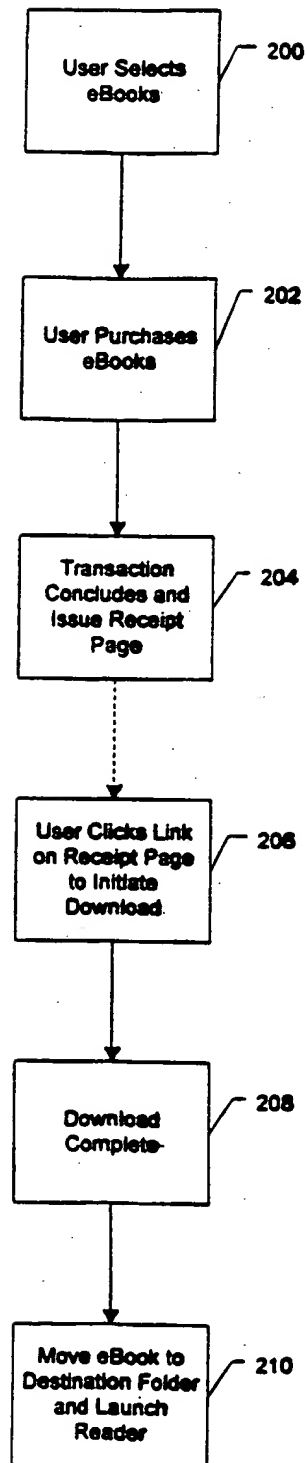 User Selects
eBooks
200
User Purchases
eBooks
202
Transaction
Concludes and
Issue Receipt
Page
204
User Clicks Link
on Receipt Page
to Initiate
Download
206
Download
Complete
208
Move eBook to
Destination Folder
and Launch
Reader
210